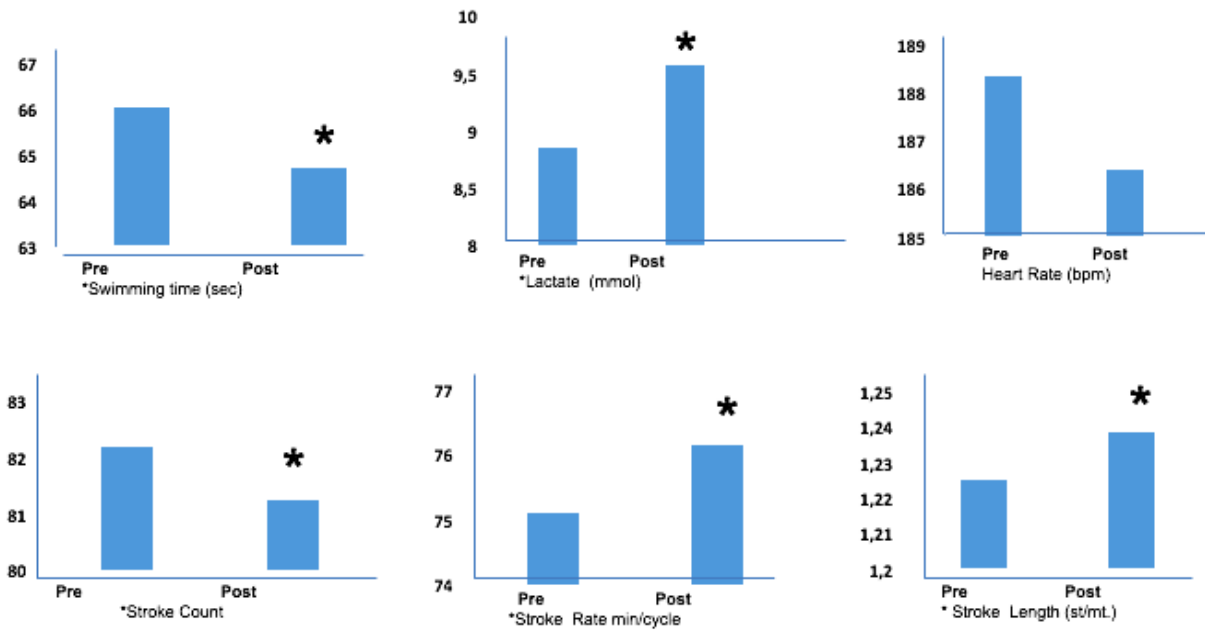 67
66
65
64
63
*
Pre Post
*Swimming time (sec)
10
9,5
9
8,5
8
*
Pre Post
*Lactate (mmol)
189
188
187
186
185
Pre Post
Heart Rate (bpm)
83
82
81
80
*
Pre Post
*Stroke Count
77
76
75
74
*
Pre Post
*Stroke Rate min/cycle
1,25
1,24
1,23
1,22
1,21
1,2
*
Pre Post
* Stroke Length (st/mt.)